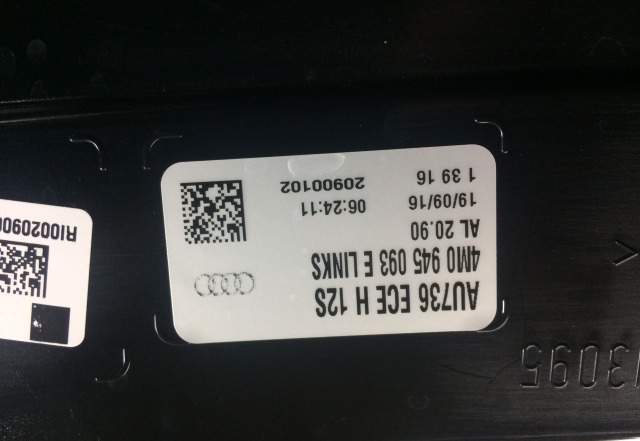 AU736 ECE H 12S
4M0 945 093 E LINKS
AL 20.90
19/09/16 06:24:11
1 39 16 20900102
3095